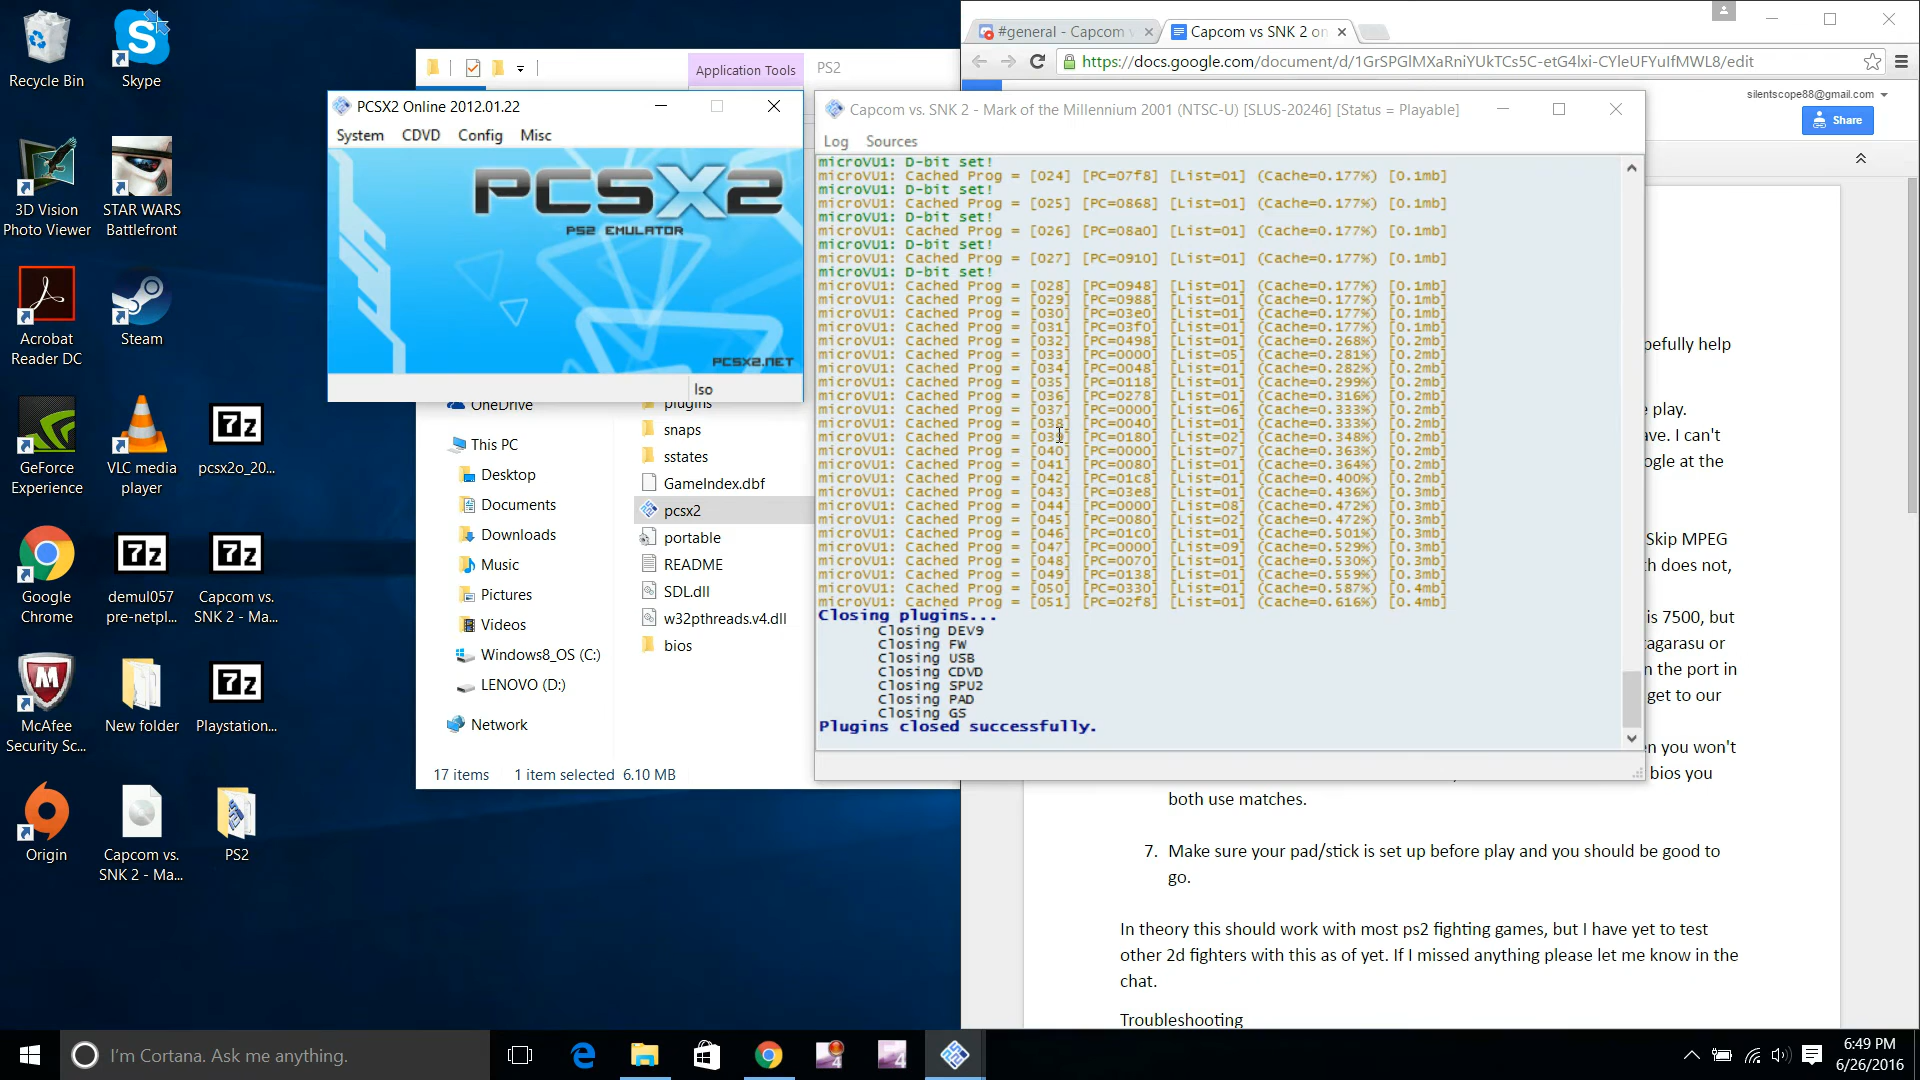 Recycle Bin
Skype
3D Vision
Photo Viewer
STAR WARS
Battlefront
Acrobat
Reader DC
Steam
GeForce
Experience
VLC media
player
pcsx2o_20...
Google
Chrome
demul057
pre-netpl...
Capcom vs.
SNK 2 - Ma...
McAfee
Security Sc...
New folder
Playstation...
Origin
Capcom vs.
SNK 2 - Ma...
PS2
Application Tools
PS2
PCSX2 Online 2012.01.22
System CDVD Config Misc
PCSX2
PS2 EMULATOR
PCSX2.NET
Iso
OneDrive
This PC
Desktop
Documents
Downloads
Music
Pictures
Videos
Windows8_OS (C:)
LENOVO (D:)
Network
plugins
snaps
sstates
GameIndex.dbf
pcsx2
portable
README
SDL.dll
w32pthreads.v4.dll
bios
17 items 1 item selected 6.10 MB
#general - Capcom v
Capcom vs SNK 2 on
https://docs.google.com/document/d/1GrSPGlMXaRniYUkTCs5C-etG4lxi-CYleUFYuIfMWL8/edit
silentscope88@gmail.com
Share
Capcom vs. SNK 2 - Mark of the Millennium 2001 (NTSC-U) [SLUS-20246] [Status = Playable]
Log Sources
microVU1: D-bit set!
microVU1: Cached Prog = [024] [PC=07f8] [List=01] (Cache=0.177%) [0.1mb]
microVU1: D-bit set!
microVU1: Cached Prog = [025] [PC=0868] [List=01] (Cache=0.177%) [0.1mb]
microVU1: D-bit set!
microVU1: Cached Prog = [026] [PC=08a0] [List=01] (Cache=0.177%) [0.1mb]
microVU1: D-bit set!
microVU1: Cached Prog = [027] [PC=0910] [List=01] (Cache=0.177%) [0.1mb]
microVU1: D-bit set!
microVU1: Cached Prog = [028] [PC=0948] [List=01] (Cache=0.177%) [0.1mb]
microVU1: Cached Prog = [029] [PC=0988] [List=01] (Cache=0.177%) [0.1mb]
microVU1: Cached Prog = [030] [PC=03e0] [List=01] (Cache=0.177%) [0.1mb]
microVU1: Cached Prog = [031] [PC=03f0] [List=01] (Cache=0.177%) [0.1mb]
microVU1: Cached Prog = [032] [PC=0498] [List=01] (Cache=0.268%) [0.2mb]
microVU1: Cached Prog = [033] [PC=0000] [List=05] (Cache=0.281%) [0.2mb]
microVU1: Cached Prog = [034] [PC=0048] [List=01] (Cache=0.282%) [0.2mb]
microVU1: Cached Prog = [035] [PC=0118] [List=01] (Cache=0.299%) [0.2mb]
microVU1: Cached Prog = [036] [PC=0278] [List=01] (Cache=0.316%) [0.2mb]
microVU1: Cached Prog = [037] [PC=0000] [List=06] (Cache=0.333%) [0.2mb]
microVU1: Cached Prog = [038] [PC=0040] [List=01] (Cache=0.333%) [0.2mb]
microVU1: Cached Prog = [039] [PC=0180] [List=02] (Cache=0.348%) [0.2mb]
microVU1: Cached Prog = [040] [PC=0000] [List=07] (Cache=0.363%) [0.2mb]
microVU1: Cached Prog = [041] [PC=0080] [List=01] (Cache=0.364%) [0.2mb]
microVU1: Cached Prog = [042] [PC=01c8] [List=01] (Cache=0.400%) [0.2mb]
microVU1: Cached Prog = [043] [PC=03e8] [List=01] (Cache=0.436%) [0.2mb]
microVU1: Cached Prog = [044] [PC=0000] [List=08] (Cache=0.472%) [0.3mb]
microVU1: Cached Prog = [045] [PC=0080] [List=02] (Cache=0.472%) [0.3mb]
microVU1: Cached Prog = [046] [PC=01c0] [List=01] (Cache=0.501%) [0.3mb]
microVU1: Cached Prog = [047] [PC=0000] [List=09] (Cache=0.529%) [0.3mb]
microVU1: Cached Prog = [048] [PC=0070] [List=01] (Cache=0.530%) [0.3mb]
microVU1: Cached Prog = [049] [PC=0138] [List=01] (Cache=0.559%) [0.3mb]
microVU1: Cached Prog = [050] [PC=0330] [List=01] (Cache=0.587%) [0.4mb]
microVU1: Cached Prog = [051] [PC=02f8] [List=01] (Cache=0.616%) [0.4mb]
Closing plugins...
Closing DEV9
Closing FW
Closing USB
Closing CDVD
Closing SPU2
Closing PAD
Closing GS
Plugins closed successfully.
pefully help
play.
ave. I can't
ogle at the
Skip MPEG
h does not,
is 7500, but
agarasu or
n the port in
get to our
n you won't
bios you
both use matches.
7. Make sure your pad/stick is set up before play and you should be good to
go.
In theory this should work with most ps2 fighting games, but I have yet to test
other 2d fighters with this as of yet. If I missed anything please let me know in the
chat.
Troubleshooting
I'm Cortana. Ask me anything.
6:49 PM
6/26/2016